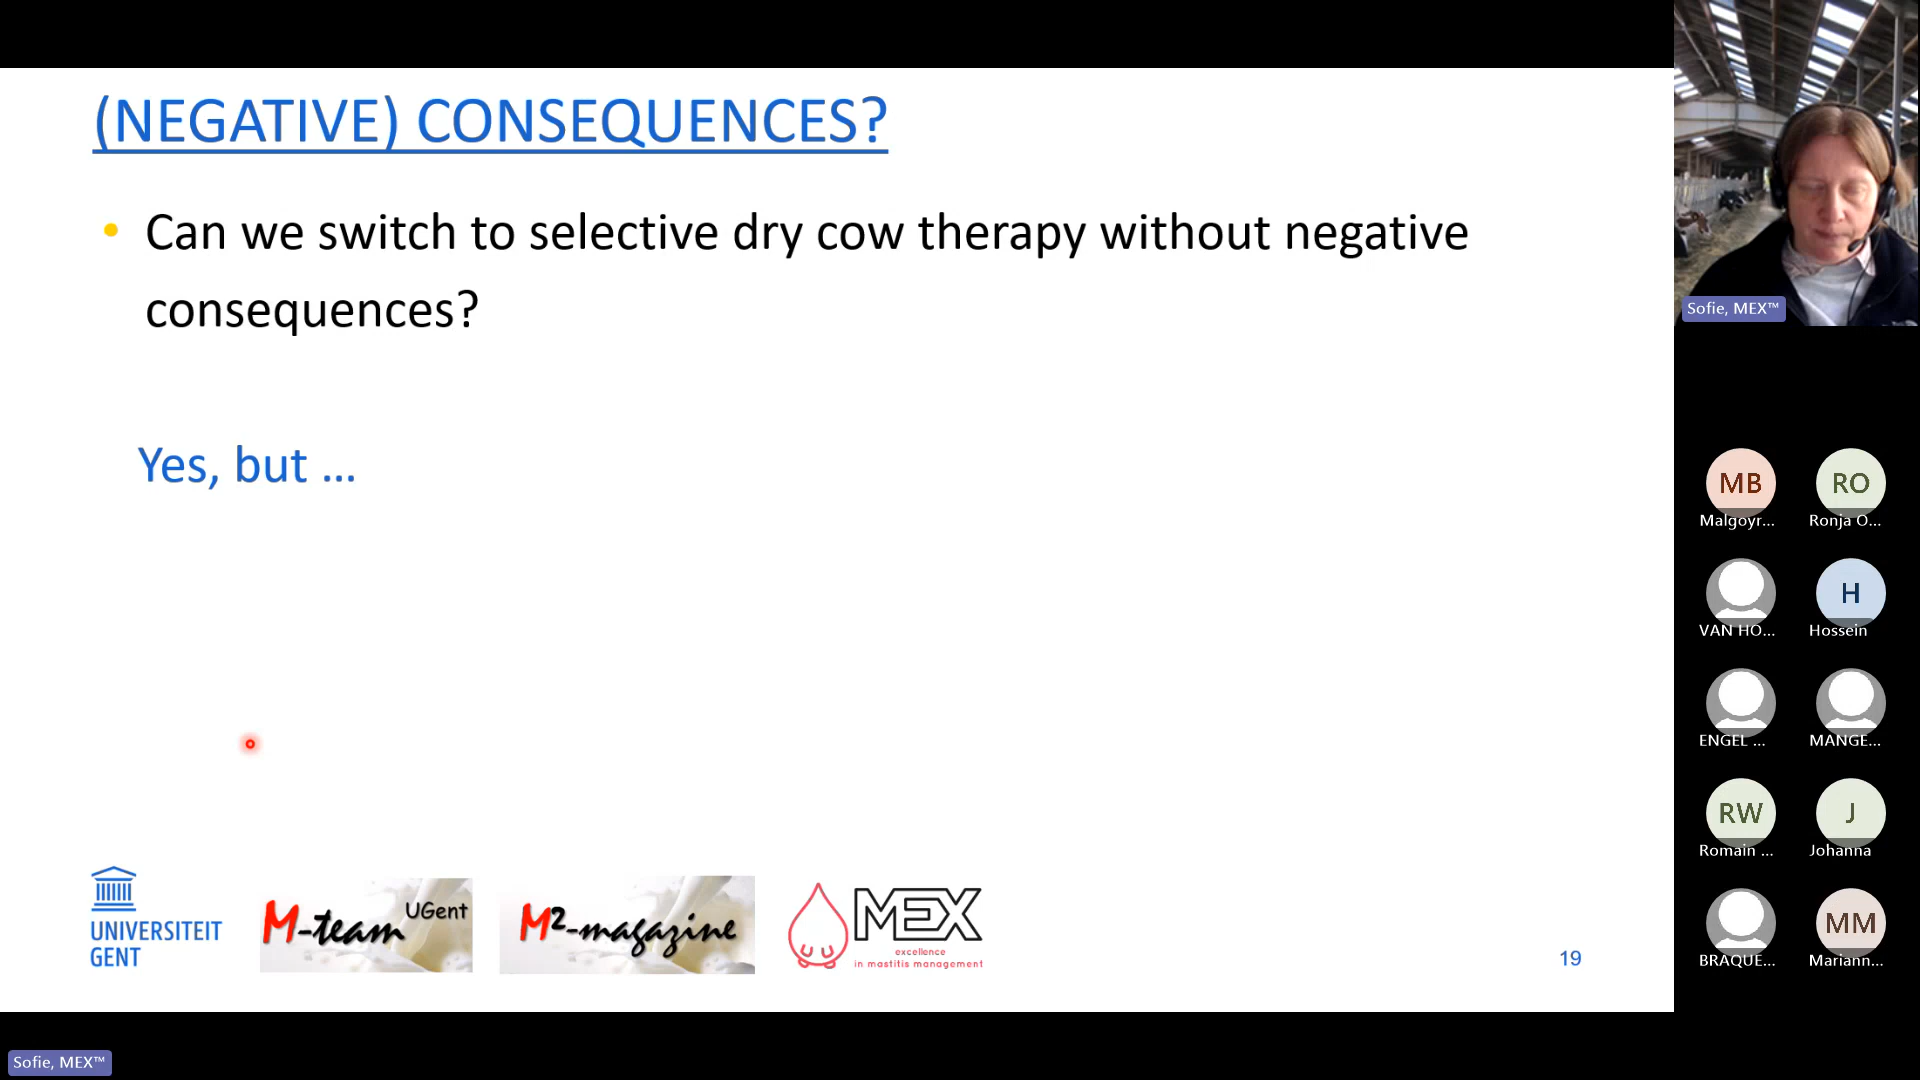 (NEGATIVE) CONSEQUENCES?
• Can we switch to selective dry cow therapy without negative
consequences?
Yes, but ...
UNIVERSITEIT
GENT
M-team UGent
M²-magazine
MEX
excellence
in mastitis management
19
Sofie, MEX™
MB
Malgoyr...
RO
Ronja O...
VAN HO...
H
Hossein
ENGEL ...
MANGE...
RW
Romain ...
J
Johanna
BRAQUE...
MM
Mariann...
Sofie, MEX™